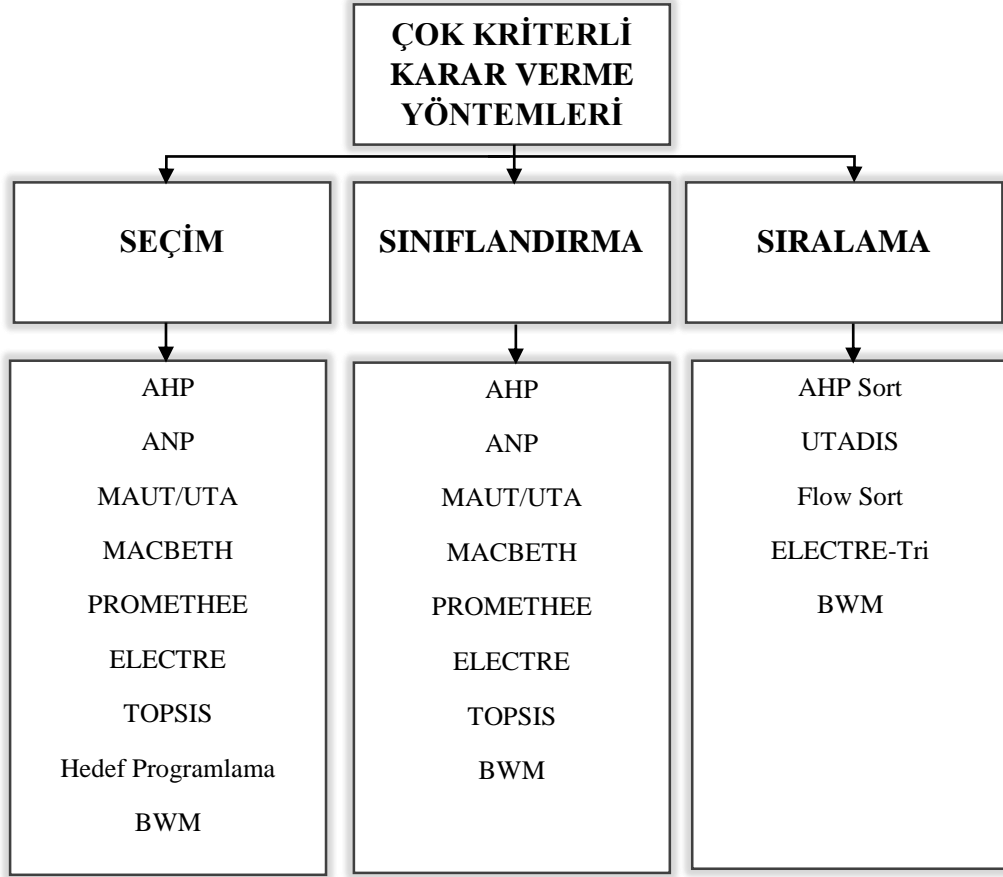 ÇOK KRİTERLİ
KARAR VERME
YÖNTEMLERİ
SEÇİM
SINIFLANDIRMA
SIRALAMA
AHP
ANP
MAUT/UTA
MACBETH
PROMETHEE
ELECTRE
TOPSIS
Hedef Programlama
BWM
AHP
ANP
MAUT/UTA
MACBETH
PROMETHEE
ELECTRE
TOPSIS
BWM
AHP Sort
UTADIS
Flow Sort
ELECTRE-Tri
BWM